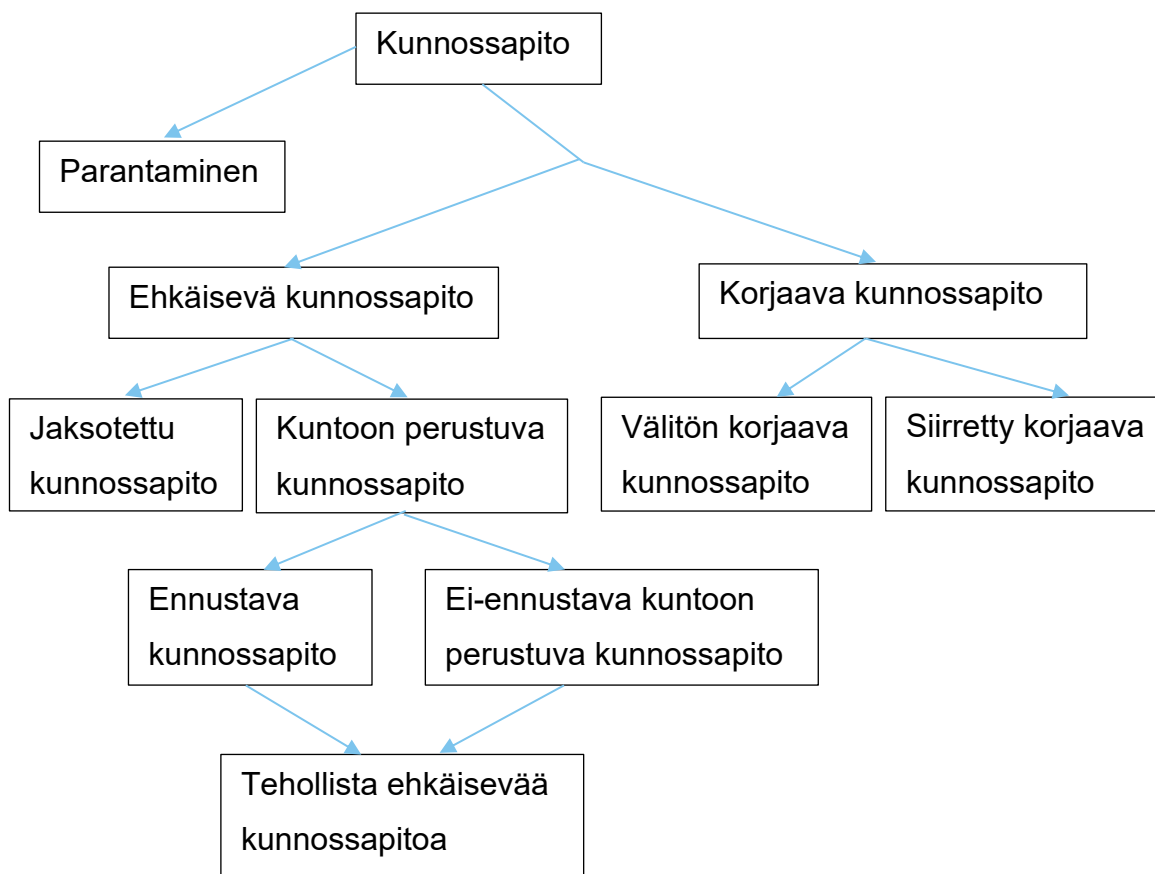 Kunnossapito
Parantaminen
Ehkäisevä kunnossapito
Korjaava kunnossapito
Jaksotettu
kunnossapito
Kuntoon perustuva
kunnossapito
Välitön korjaava
kunnossapito
Siirretty korjaava
kunnossapito
Ennustava
kunnossapito
Ei-ennustava kuntoon
perustuva kunnossapito
Tehollista ehkäisevää
kunnossapitoa